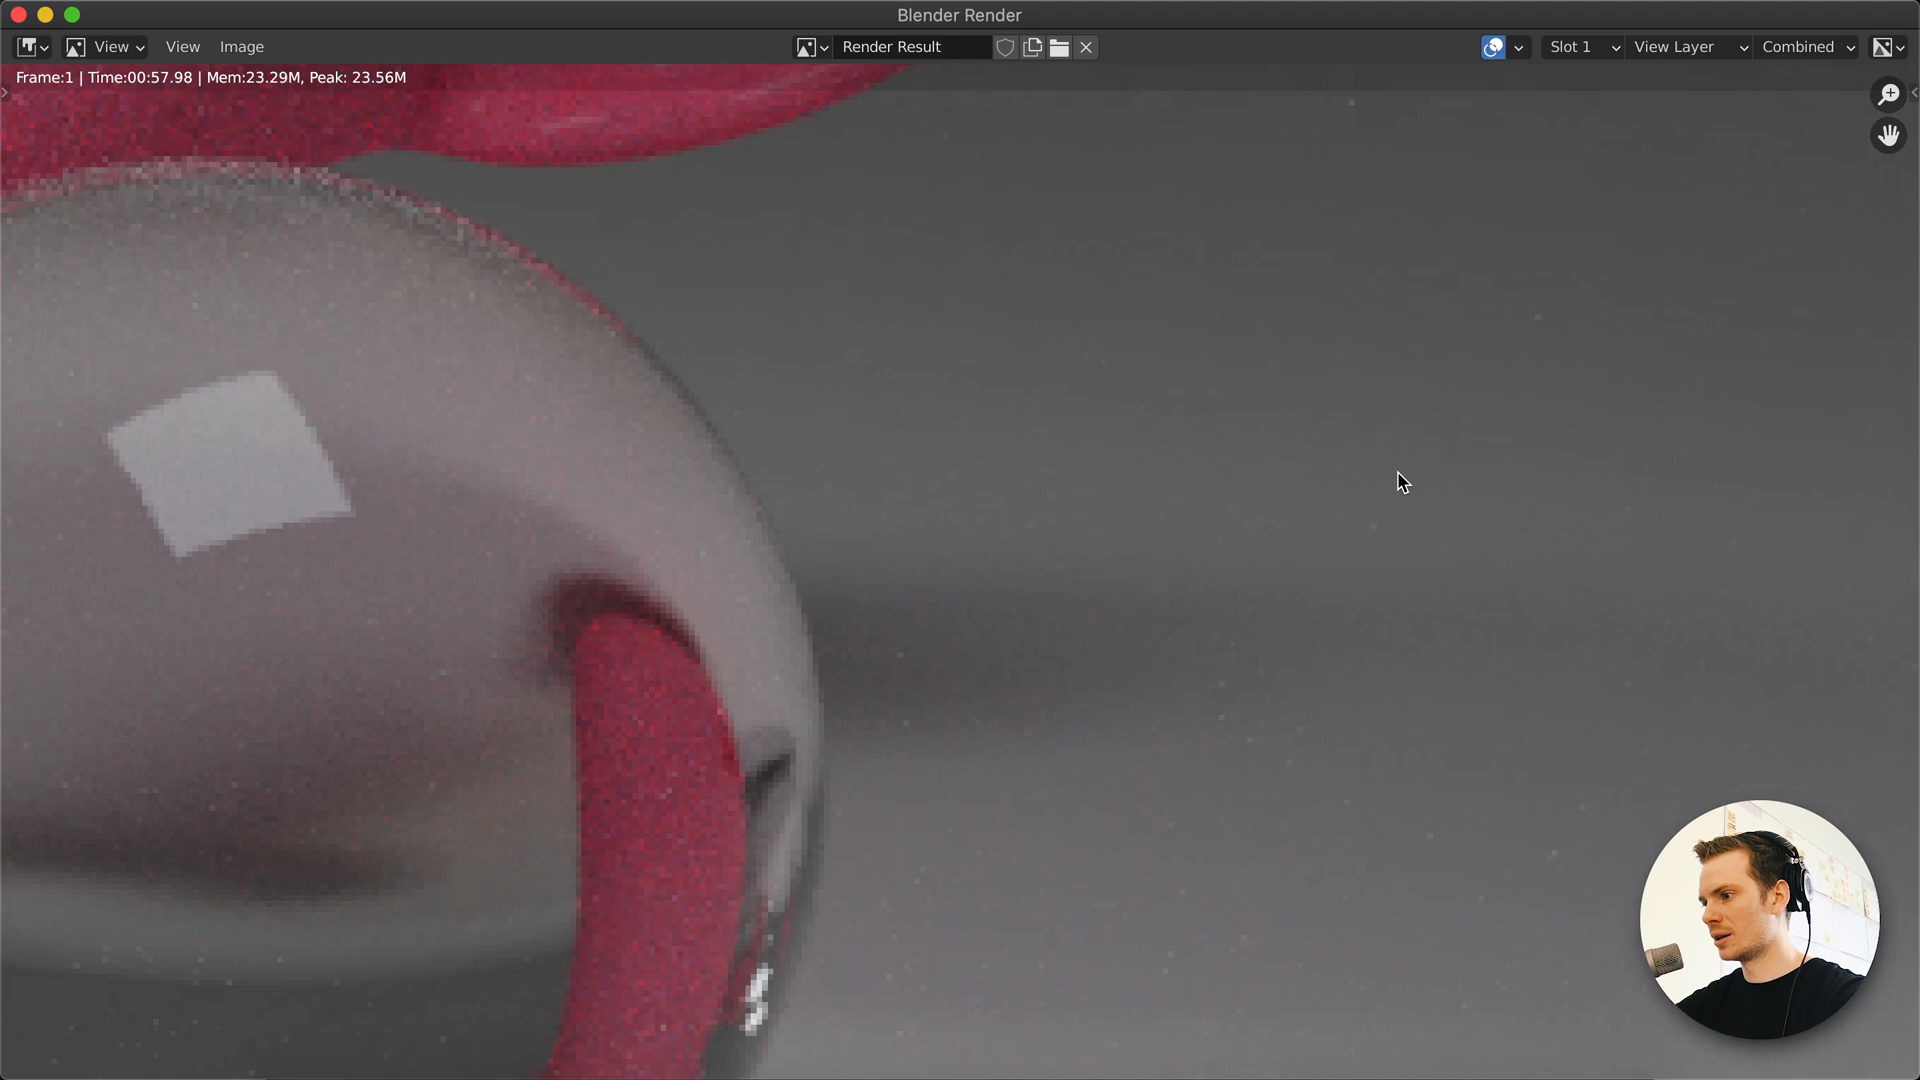 Blender Render
View View Image Render Result Slot 1 View Layer Combined
Frame:1 | Time:00:57.98 | Mem:23.29M, Peak: 23.56M